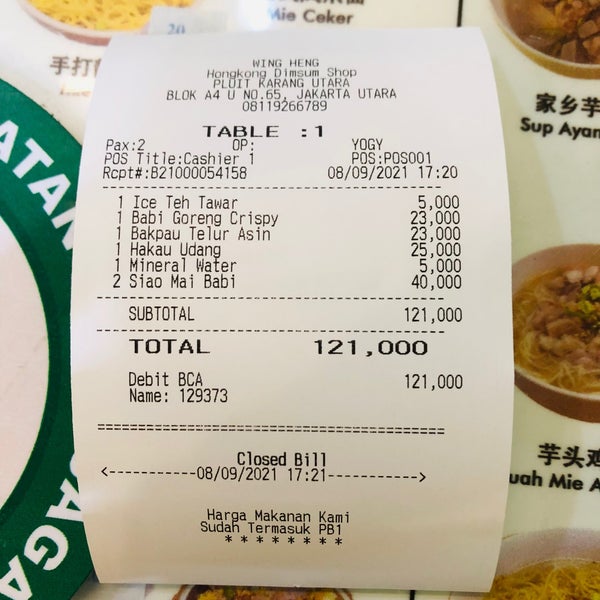 Mie Ceker
手打
20
WING HENG
Hongkong Dimsum Shop
PLUIT KARANG UTARA
BLOK A4 U NO.65, JAKARTA UTARA
08119266789
TABLE :1
Pax:2 OP: YOGY
POS Title:Cashier 1 POS:POS001
Rcpt#:B21000054158 08/09/2021 17:20
1 Ice Teh Tawar 5,000
1 Babi Goreng Crispy 23,000
1 Bakpau Telur Asin 23,000
1 Hakau Udang 25,000
1 Mineral Water 5,000
2 Siao Mai Babi 40,000
SUBTOTAL 121,000
TOTAL 121,000
Debit BCA 121,000
Name: 129373
Closed Bill
<-----------08/09/2021 17:21----------->
Harga Makanan Kami
Sudah Termasuk PB1
* * * * * * * *
家乡芋
Sup Ayam
芋头鸡
uah Mie A
ATAN
AGA